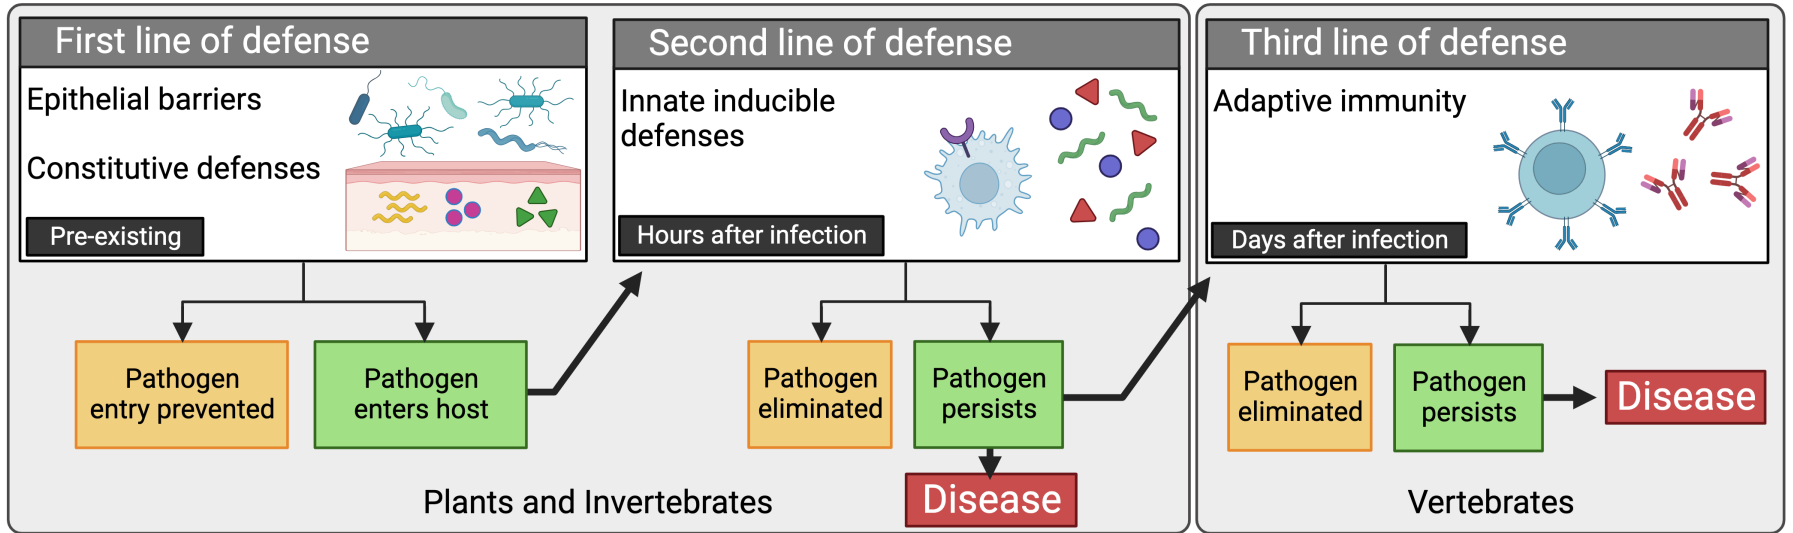 First line of defense
Epithelial barriers
Constitutive defenses
Pre-existing
Pathogen
entry prevented
Pathogen
enters host
Second line of defense
Innate inducible
defenses
Hours after infection
Pathogen
eliminated
Pathogen
persists
Disease
Plants and Invertebrates
Third line of defense
Adaptive immunity
Days after infection
Pathogen
eliminated
Pathogen
persists
Disease
Vertebrates